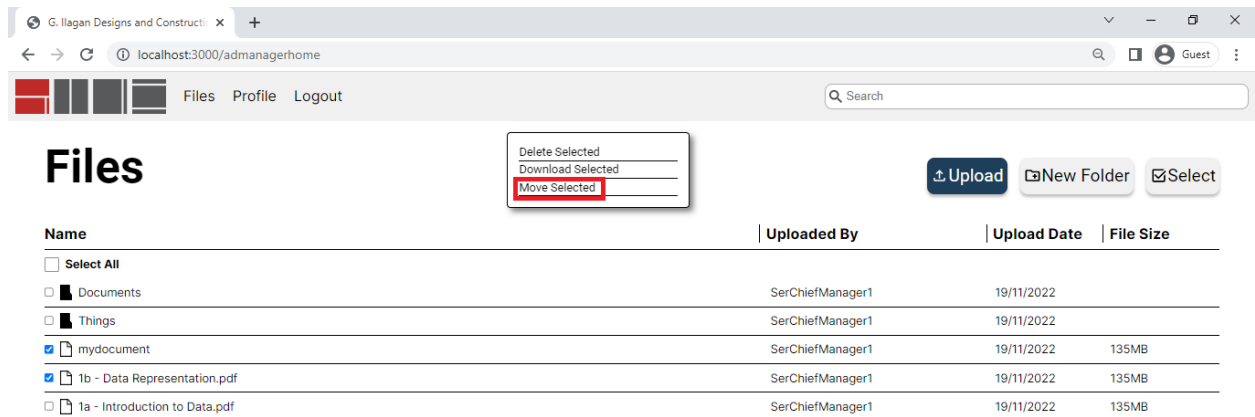 G. Ilagan Designs and Constructi
localhost:3000/admanagerhome
Guest
Files Profile Logout
Search
Files
Delete Selected
Download Selected
Move Selected
Upload New Folder Select
Name Uploaded By Upload Date File Size
Select All
Documents SerChiefManager1 19/11/2022
Things SerChiefManager1 19/11/2022
mydocument SerChiefManager1 19/11/2022 135MB
1b - Data Representation.pdf SerChiefManager1 19/11/2022 135MB
1a - Introduction to Data.pdf SerChiefManager1 19/11/2022 135MB